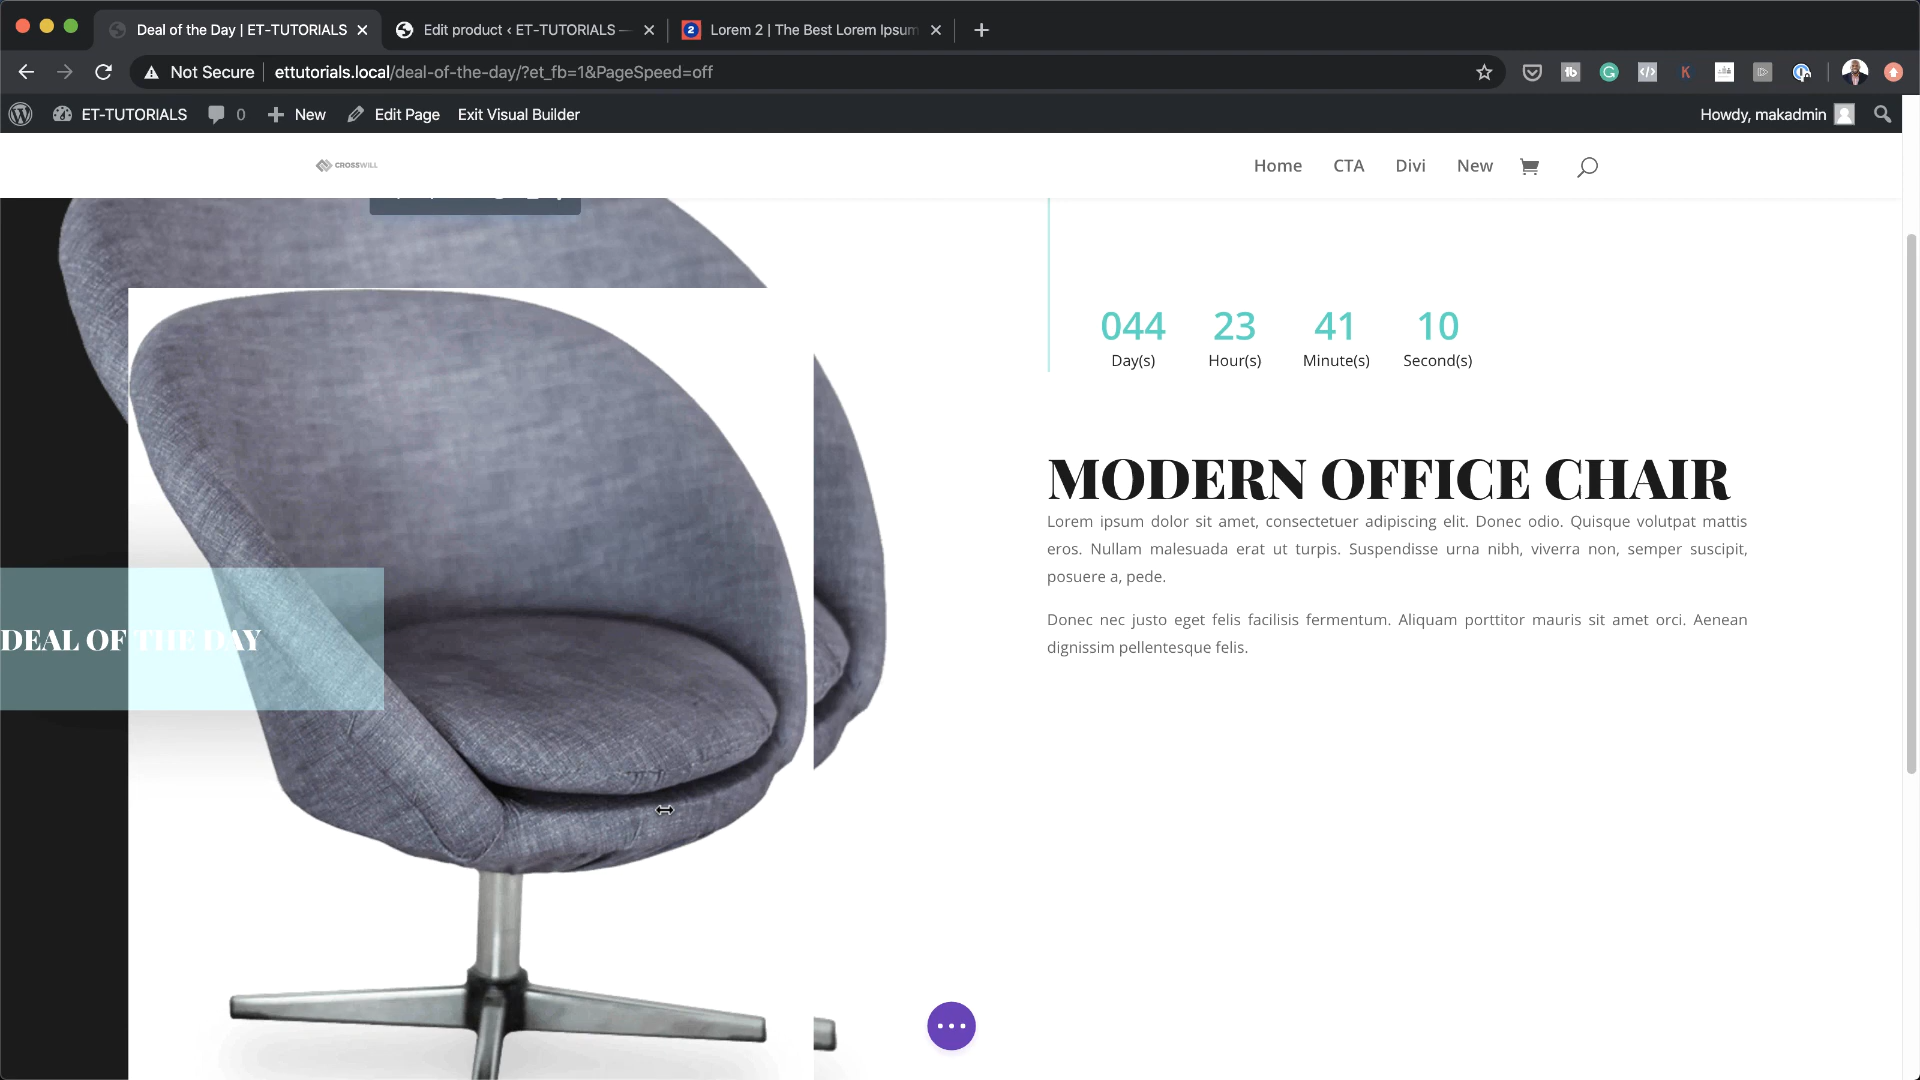 Deal of the Day | ET-TUTORIALS
Edit product ‹ ET-TUTORIALS —
Lorem 2 | The Best Lorem Ipsum
Not Secure
ettutorials.local/deal-of-the-day/?et_fb=1&PageSpeed=off
ET-TUTORIALS
0
New
Edit Page
Exit Visual Builder
Howdy, makadmin
CROSSWILL
Home
CTA
Divi
New
044
23
41
10
Day(s)
Hour(s)
Minute(s)
Second(s)
MODERN OFFICE CHAIR
Lorem ipsum dolor sit amet, consectetuer adipiscing elit. Donec odio. Quisque volutpat mattis
eros. Nullam malesuada erat ut turpis. Suspendisse urna nibh, viverra non, semper suscipit,
posuere a, pede.
Donec nec justo eget felis facilisis fermentum. Aliquam porttitor mauris sit amet orci. Aenean
dignissim pellentesque felis.
DEAL OF THE DAY